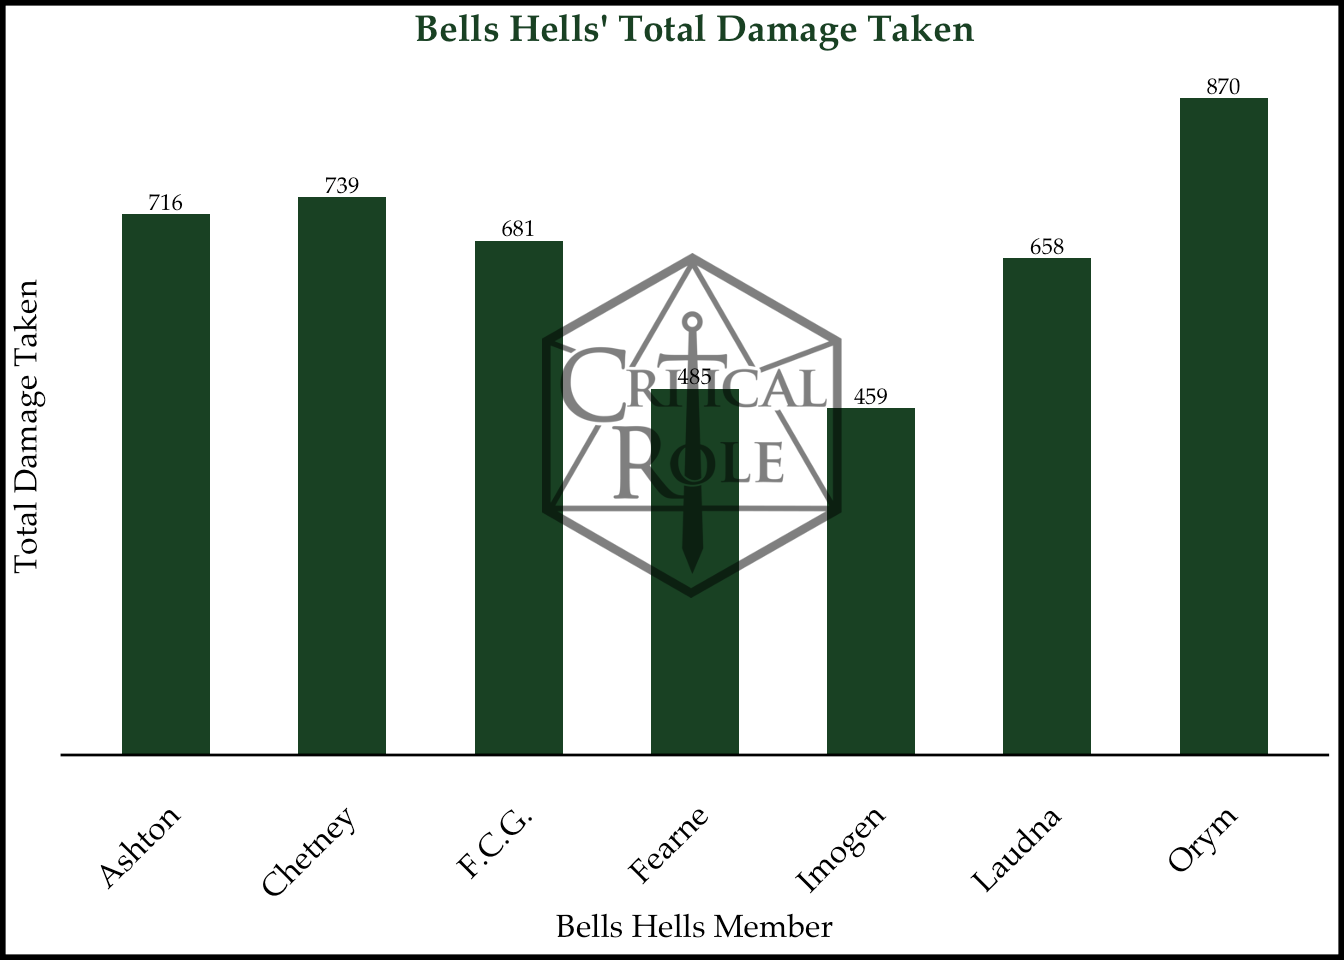 Bells Hells' Total Damage Taken
870
739
716
681
658
485
459
Total Damage Taken
CRITICAL
ROLE
Ashton
Chetney
F.C.G.
Fearne
Imogen
Laudna
Orym
Bells Hells Member